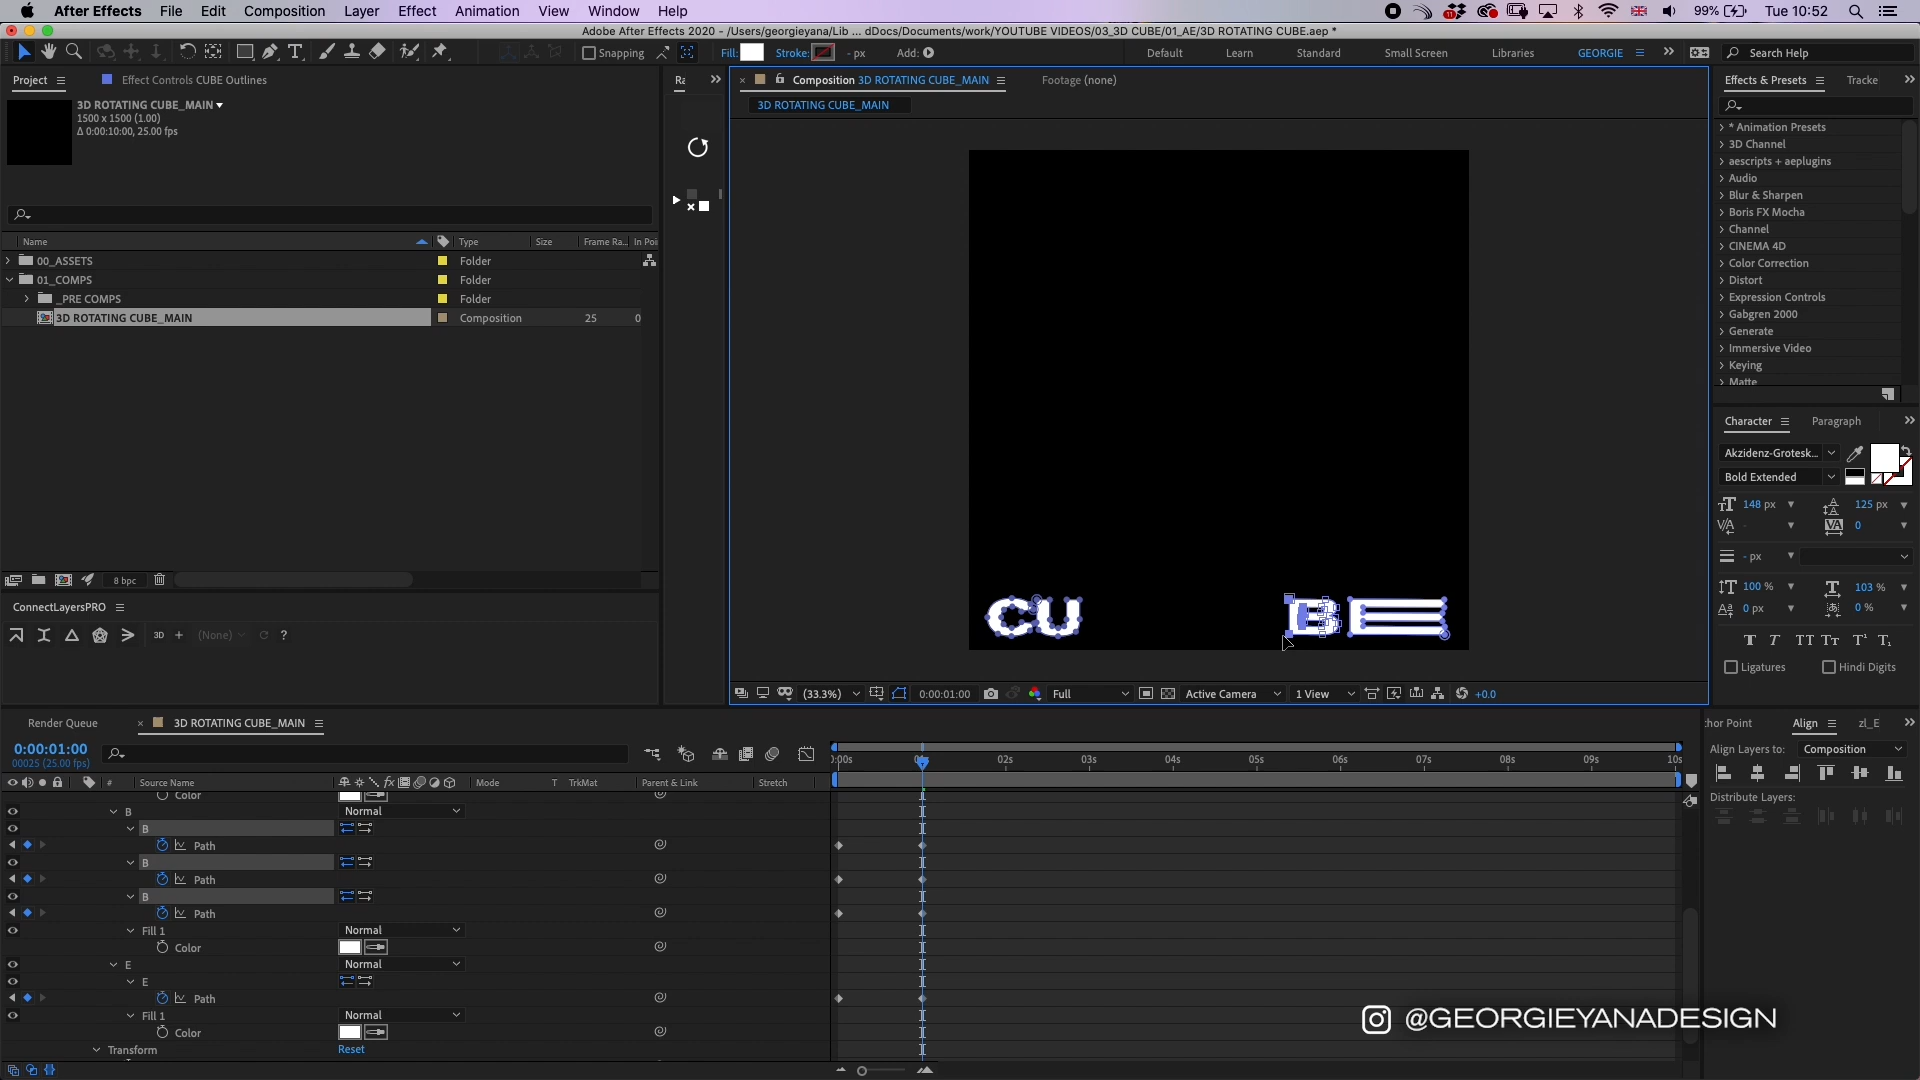 After Effects File Edit Composition Layer Effect Animation View Window Help 99% Tue 10:52
Adobe After Effects 2020 - /Users/georgieyana/Lib ... dDocs/Documents/work/YOUTUBE VIDEOS/03_3D CUBE/01_AE/3D ROTATING CUBE.aep *
Snapping Fill: Stroke: - px Add: Default Learn Standard Small Screen Libraries GEORGIE Search Help
Project Effect Controls CUBE Outlines Composition 3D ROTATING CUBE_MAIN Footage (none) Effects & Presets Tracke
3D ROTATING CUBE_MAIN
1500 x 1500 (1.00)
Δ 0:00:10:00, 25.00 fps
3D ROTATING CUBE_MAIN
* Animation Presets
3D Channel
aescripts + aeplugins
Audio
Blur & Sharpen
Boris FX Mocha
Channel
CINEMA 4D
Color Correction
Distort
Expression Controls
Gabgren 2000
Generate
Immersive Video
Keying
Matte
Name Type Size Frame Ra... In Poi
00_ASSETS Folder
01_COMPS Folder
_PRE COMPS Folder
3D ROTATING CUBE_MAIN Composition 25 0
8 bpc
CU BE
Character Paragraph
Akzidenz-Grotesk...
Bold Extended
148 px 125 px
- 0
- px
100 % 103 %
0 px 0 %
T T TT Tr T¹ T₁
Ligatures Hindi Digits
ConnectLayersPRO
3D + (None) ?
(33.3%) 0:00:01:00 Full Active Camera 1 View +0.0
Render Queue 3D ROTATING CUBE_MAIN
0:00:01:00
00025 (25.00 fps)
# Source Name Mode T TrkMat Parent & Link Stretch
):00s 02s 03s 04s 05s 06s 07s 08s 09s 10s
Color
B Normal
B
Path
B
Path
B
Path
Fill 1 Normal
Color
E Normal
E
Path
Fill 1 Normal
Color
Transform Reset
hor Point Align zl_E
Align Layers to: Composition
Distribute Layers:
@GEORGIEYANADESIGN